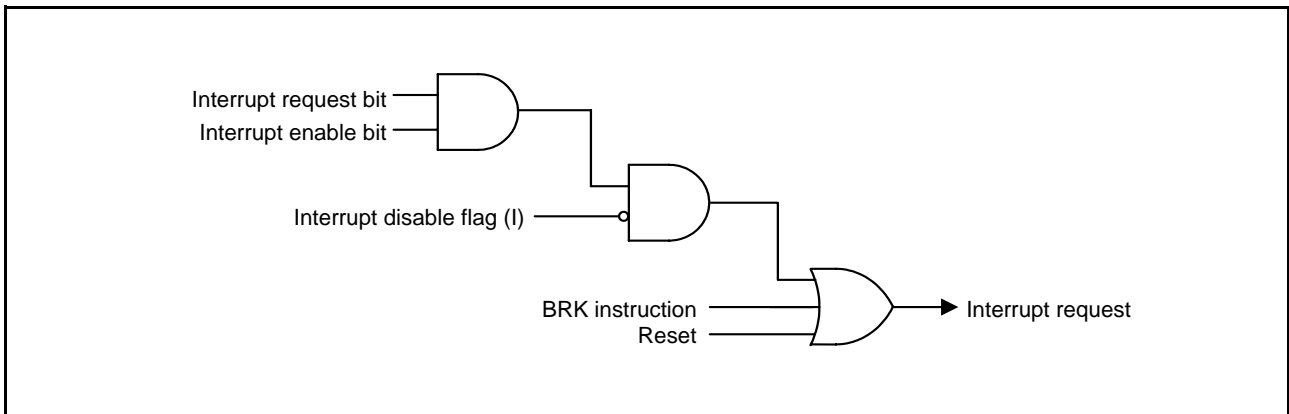 Interrupt request bit
Interrupt enable bit
Interrupt disable flag (I)
BRK instruction
Reset
Interrupt request